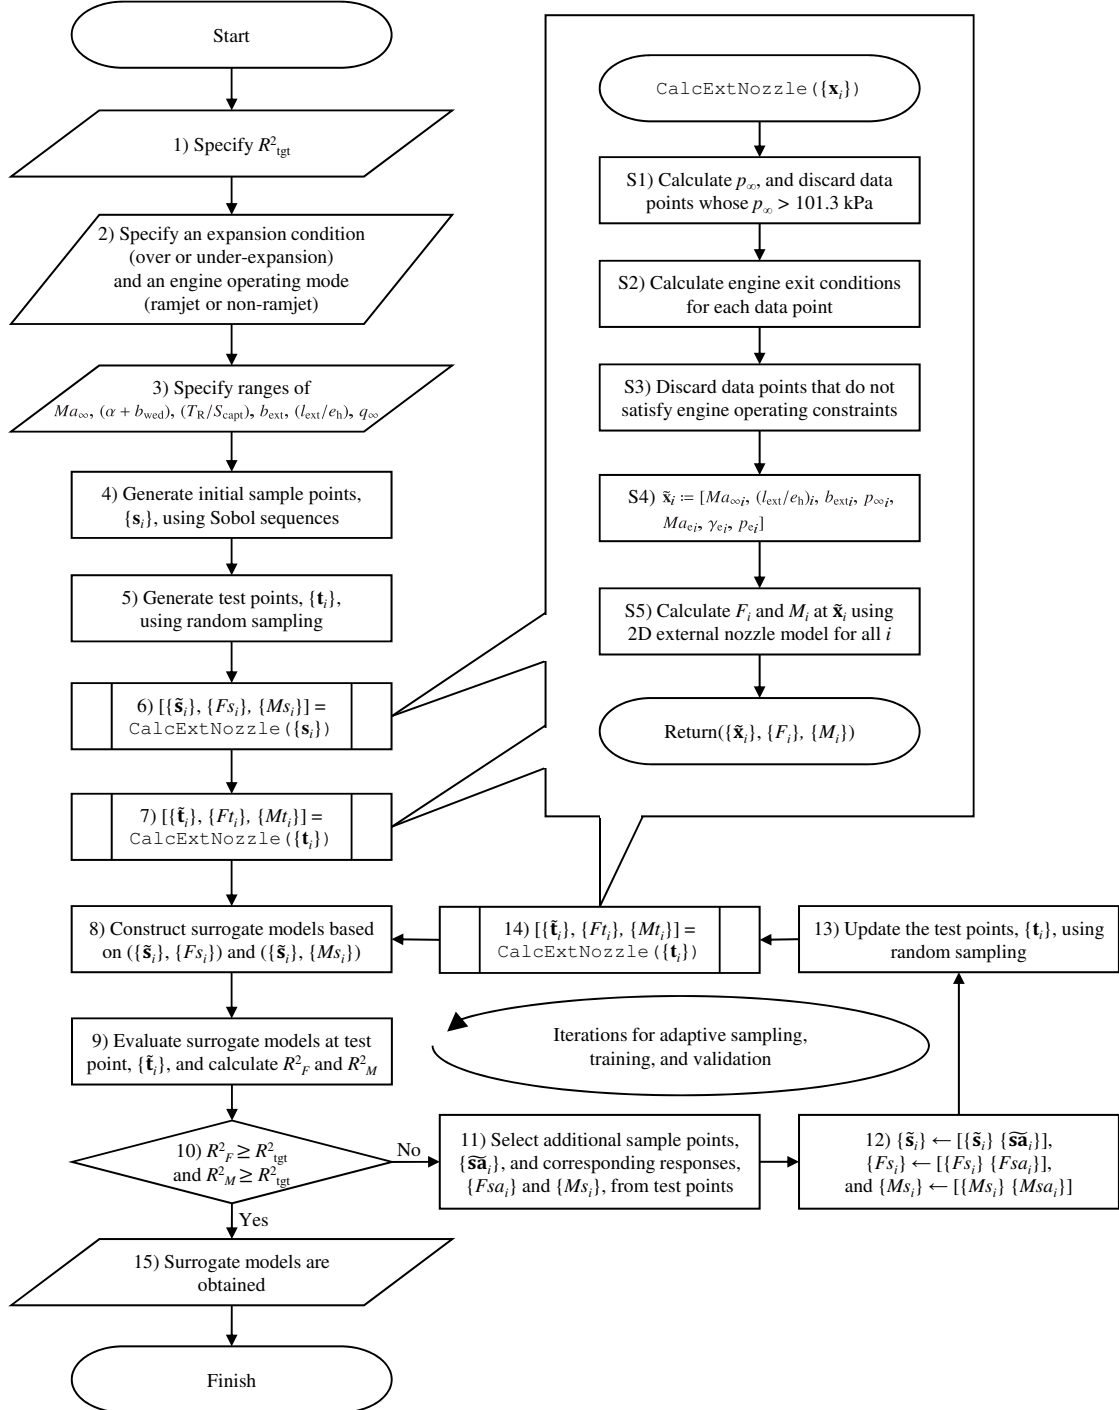 Start
1) Specify R²tgt
2) Specify an expansion condition
(over or under-expansion)
and an engine operating mode
(ramjet or non-ramjet)
3) Specify ranges of
Ma∞, (α + bwed), (TR/Scapt), bext, (lext/eh), q∞
4) Generate initial sample points,
{sᵢ}, using Sobol sequences
5) Generate test points, {tᵢ},
using random sampling
6) [{s̃ᵢ}, {Fsᵢ}, {Msᵢ}] =
CalcExtNozzle({sᵢ})
7) [{t̃ᵢ}, {Ftᵢ}, {Mtᵢ}] =
CalcExtNozzle({tᵢ})
8) Construct surrogate models based
on ({s̃ᵢ}, {Fsᵢ}) and ({s̃ᵢ}, {Msᵢ})
9) Evaluate surrogate models at test
point, {t̃ᵢ}, and calculate R²F and R²M
10) R²F ≥ R²tgt
and R²M ≥ R²tgt
No
Yes
11) Select additional sample points,
{s̃aᵢ}, and corresponding responses,
{Fsaᵢ} and {Msᵢ}, from test points
12) {s̃ᵢ} ← [{s̃ᵢ} {s̃aᵢ}],
{Fsᵢ} ← [{Fsᵢ} {Fsaᵢ}],
and {Msᵢ} ← [{Msᵢ} {Msaᵢ}]
13) Update the test points, {tᵢ}, using
random sampling
14) [{t̃ᵢ}, {Ftᵢ}, {Mtᵢ}] =
CalcExtNozzle({tᵢ})
Iterations for adaptive sampling,
training, and validation
15) Surrogate models are
obtained
Finish
CalcExtNozzle({xᵢ})
S1) Calculate p∞, and discard data
points whose p∞ > 101.3 kPa
S2) Calculate engine exit conditions
for each data point
S3) Discard data points that do not
satisfy engine operating constraints
S4) x̃ᵢ ≔ [Ma∞ᵢ, (lext/eh)ᵢ, bextᵢ, p∞ᵢ,
Maeᵢ, γeᵢ, peᵢ]
S5) Calculate Fᵢ and Mᵢ at x̃ᵢ using
2D external nozzle model for all i
Return({x̃ᵢ}, {Fᵢ}, {Mᵢ})